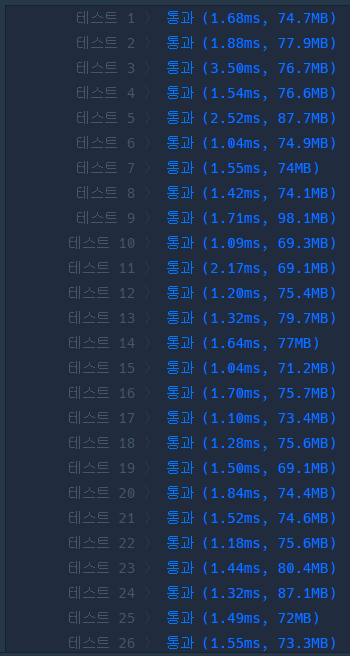 테스트 1 〉 통과 (1.68ms, 74.7MB)
테스트 2 〉 통과 (1.88ms, 77.9MB)
테스트 3 〉 통과 (3.50ms, 76.7MB)
테스트 4 〉 통과 (1.54ms, 76.6MB)
테스트 5 〉 통과 (2.52ms, 87.7MB)
테스트 6 〉 통과 (1.04ms, 74.9MB)
테스트 7 〉 통과 (1.55ms, 74MB)
테스트 8 〉 통과 (1.42ms, 74.1MB)
테스트 9 〉 통과 (1.71ms, 98.1MB)
테스트 10 〉 통과 (1.09ms, 69.3MB)
테스트 11 〉 통과 (2.17ms, 69.1MB)
테스트 12 〉 통과 (1.20ms, 75.4MB)
테스트 13 〉 통과 (1.32ms, 79.7MB)
테스트 14 〉 통과 (1.64ms, 77MB)
테스트 15 〉 통과 (1.04ms, 71.2MB)
테스트 16 〉 통과 (1.70ms, 75.7MB)
테스트 17 〉 통과 (1.10ms, 73.4MB)
테스트 18 〉 통과 (1.28ms, 75.6MB)
테스트 19 〉 통과 (1.50ms, 69.1MB)
테스트 20 〉 통과 (1.84ms, 74.4MB)
테스트 21 〉 통과 (1.52ms, 74.6MB)
테스트 22 〉 통과 (1.18ms, 75.6MB)
테스트 23 〉 통과 (1.44ms, 80.4MB)
테스트 24 〉 통과 (1.32ms, 87.1MB)
테스트 25 〉 통과 (1.49ms, 72MB)
테스트 26 〉 통과 (1.55ms, 73.3MB)